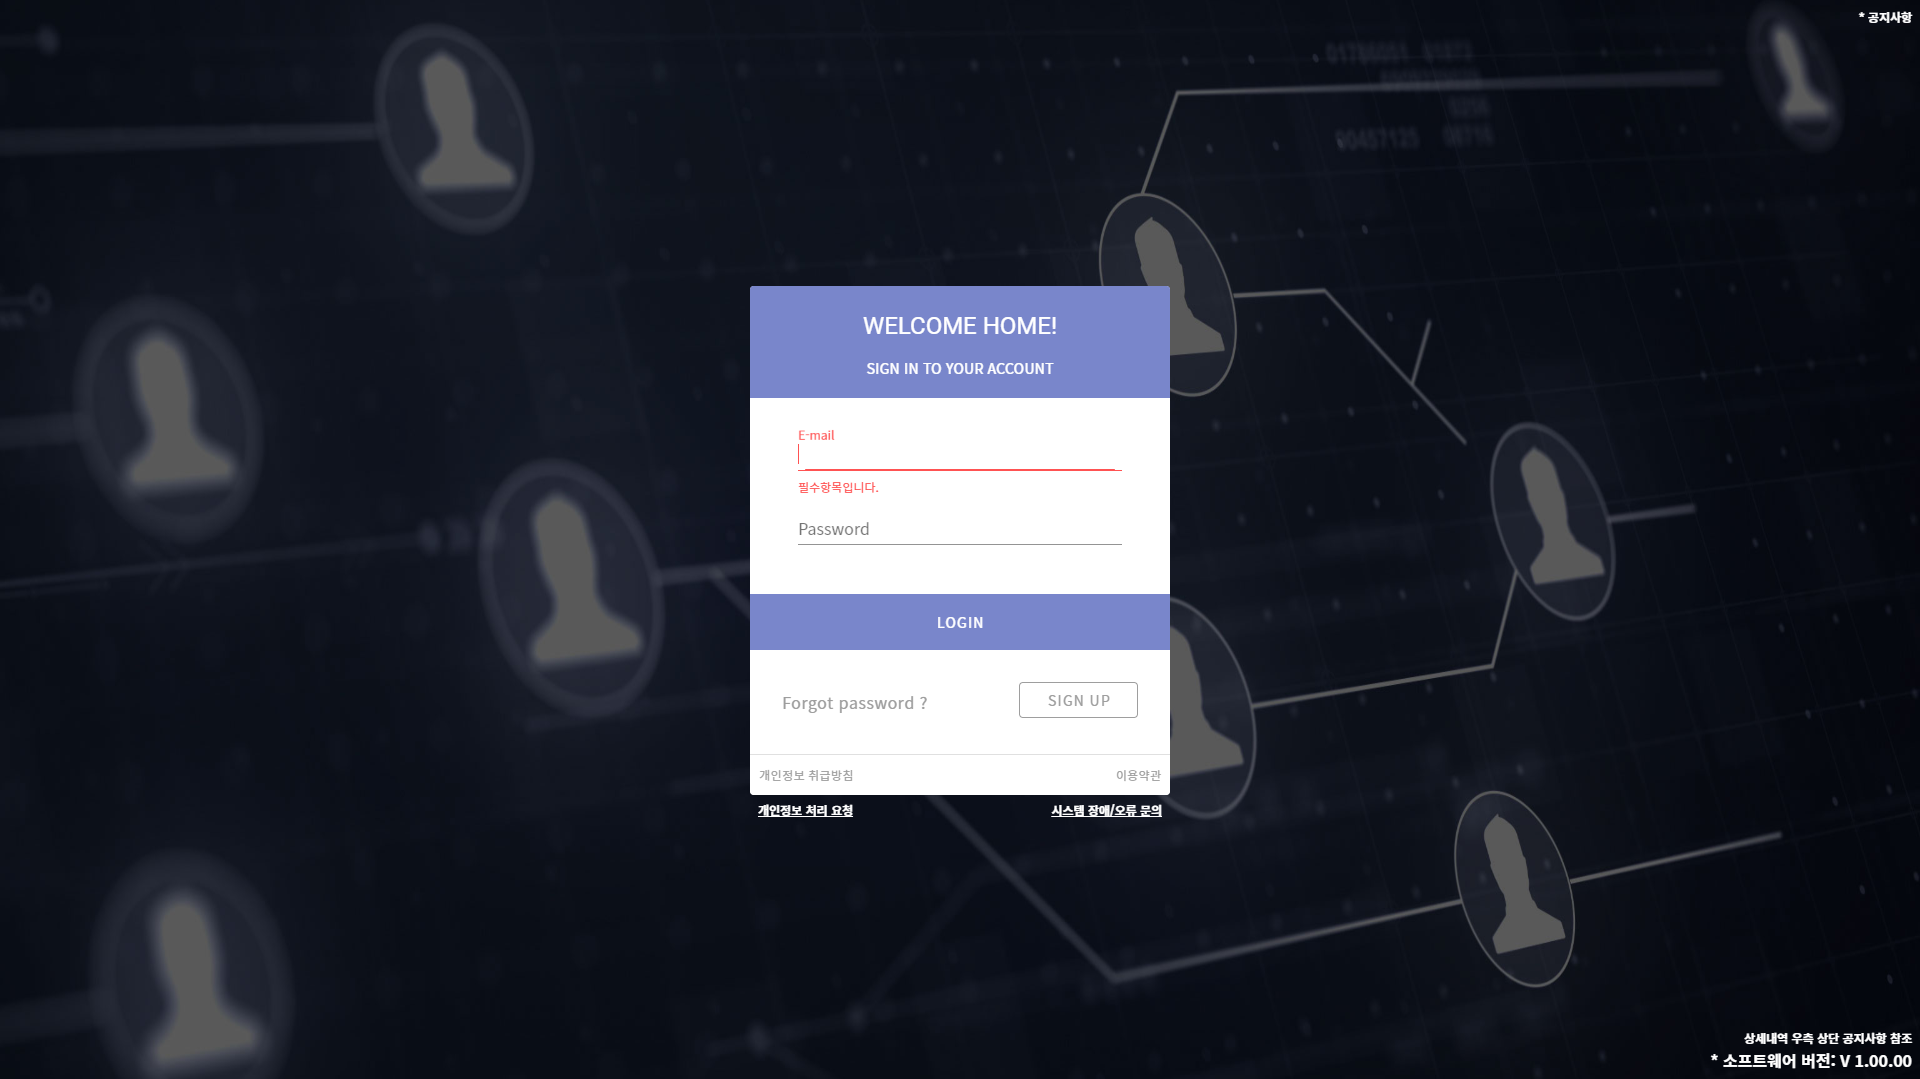 * 공지사항
WELCOME HOME!
SIGN IN TO YOUR ACCOUNT
E-mail
필수항목입니다.
Password
LOGIN
Forgot password ?
SIGN UP
개인정보 취급방침
이용약관
개인정보 처리 요청
시스템 장애/오류 문의
상세내역 우측 상단 공지사항 참조
* 소프트웨어 버전: V 1.00.00